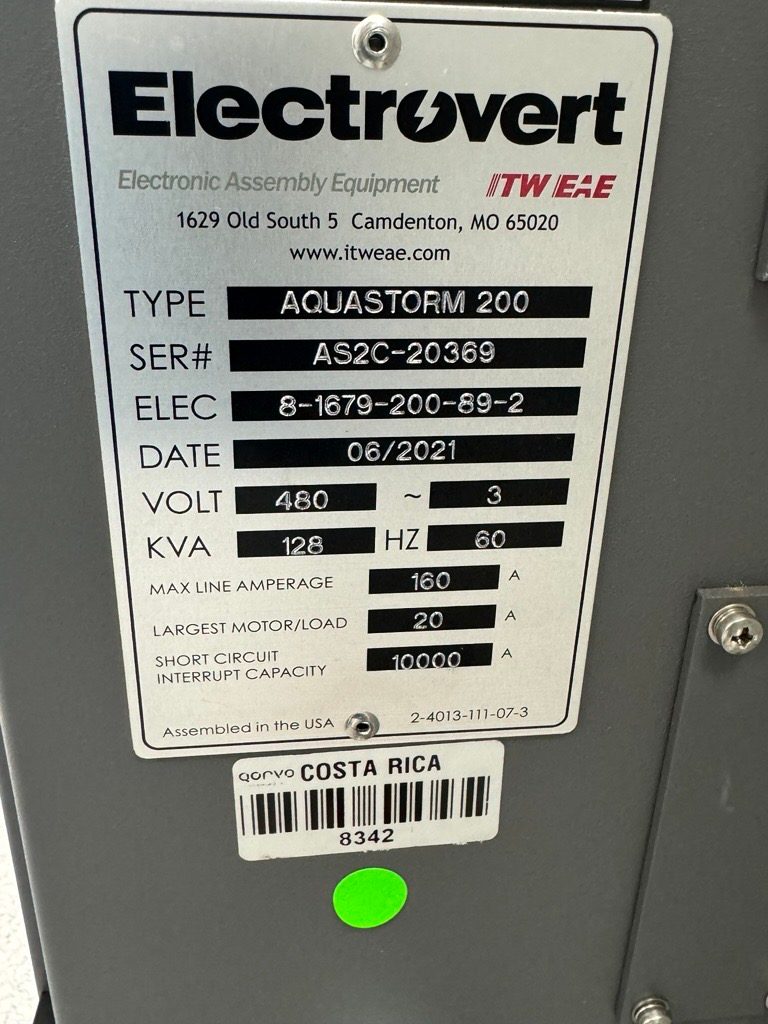 Electrovert
Electronic Assembly Equipment ITW EAE
1629 Old South 5 Camdenton, MO 65020
www.itweae.com
TYPE AQUASTORM 200
SER# AS2C-20369
ELEC 8-1679-200-89-2
DATE 06/2021
VOLT 480 ~ 3
KVA 128 HZ 60
MAX LINE AMPERAGE 160 A
LARGEST MOTOR/LOAD 20 A
SHORT CIRCUIT
INTERRUPT CAPACITY 10000 A
Assembled in the USA 2-4013-111-07-3
QORVO COSTA RICA
8342